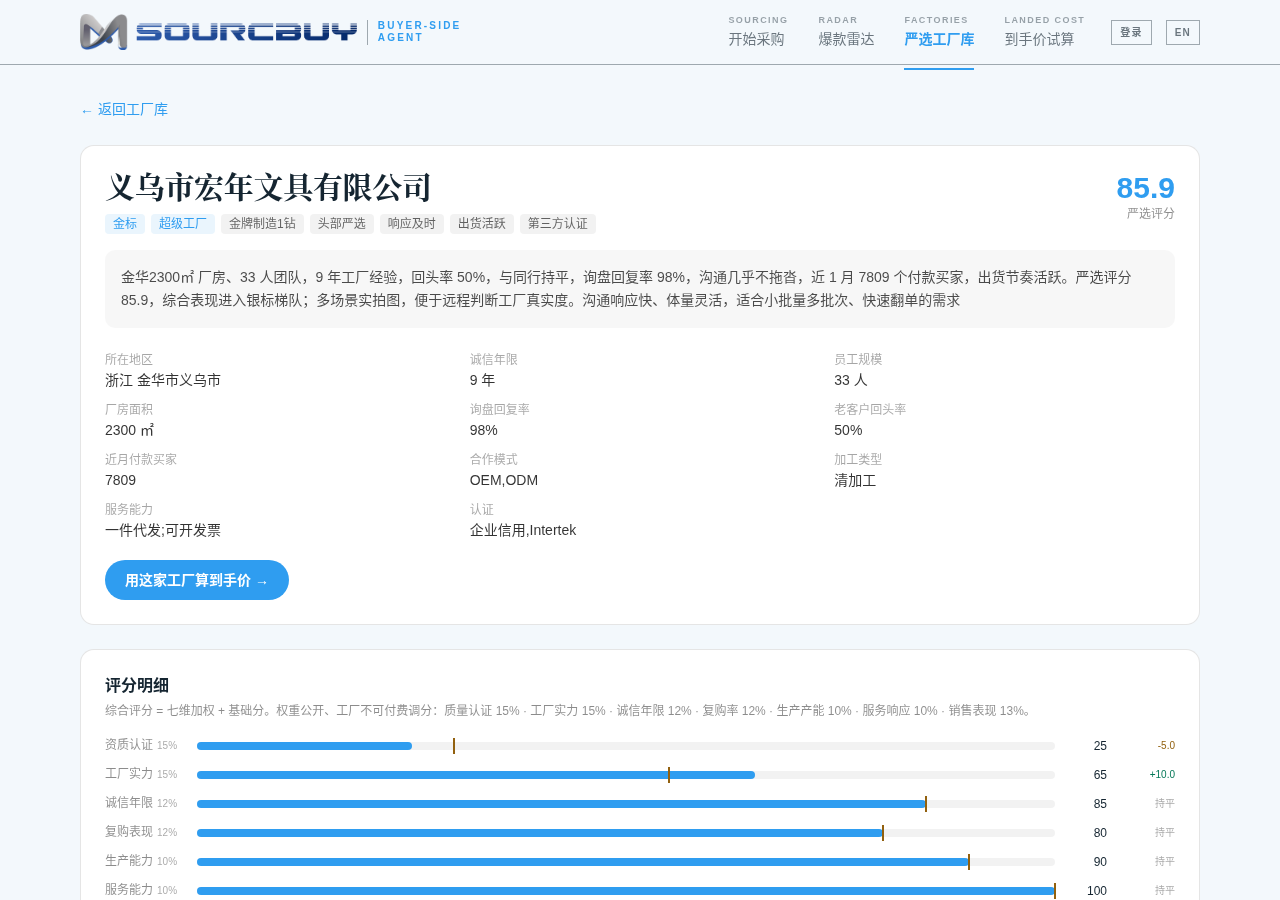 SOURCBUY
BUYER-SIDE
AGENT
SOURCING
开始采购
RADAR
爆款雷达
FACTORIES
严选工厂库
LANDED COST
到手价试算
登录
EN
← 返回工厂库
义乌市宏年文具有限公司
85.9
严选评分
金标 超级工厂 金牌制造1钻 头部严选 响应及时 出货活跃 第三方认证
金华2300㎡ 厂房、33 人团队，9 年工厂经验，回头率 50%，与同行持平，询盘回复率 98%，沟通几乎不拖沓，近 1 月 7809 个付款买家，出货节奏活跃。严选评分
85.9，综合表现进入银标梯队；多场景实拍图，便于远程判断工厂真实度。沟通响应快、体量灵活，适合小批量多批次、快速翻单的需求
所在地区
浙江 金华市义乌市
诚信年限
9 年
员工规模
33 人
厂房面积
2300 ㎡
询盘回复率
98%
老客户回头率
50%
近月付款买家
7809
合作模式
OEM,ODM
加工类型
清加工
服务能力
一件代发;可开发票
认证
企业信用,Intertek
用这家工厂算到手价 →
评分明细
综合评分 = 七维加权 + 基础分。权重公开、工厂不可付费调分：质量认证 15% · 工厂实力 15% · 诚信年限 12% · 复购率 12% · 生产产能 10% · 服务响应 10% · 销售表现 13%。
资质认证 15% 25 -5.0
工厂实力 15% 65 +10.0
诚信年限 12% 85 持平
复购表现 12% 80 持平
生产能力 10% 90 持平
服务能力 10% 100 持平